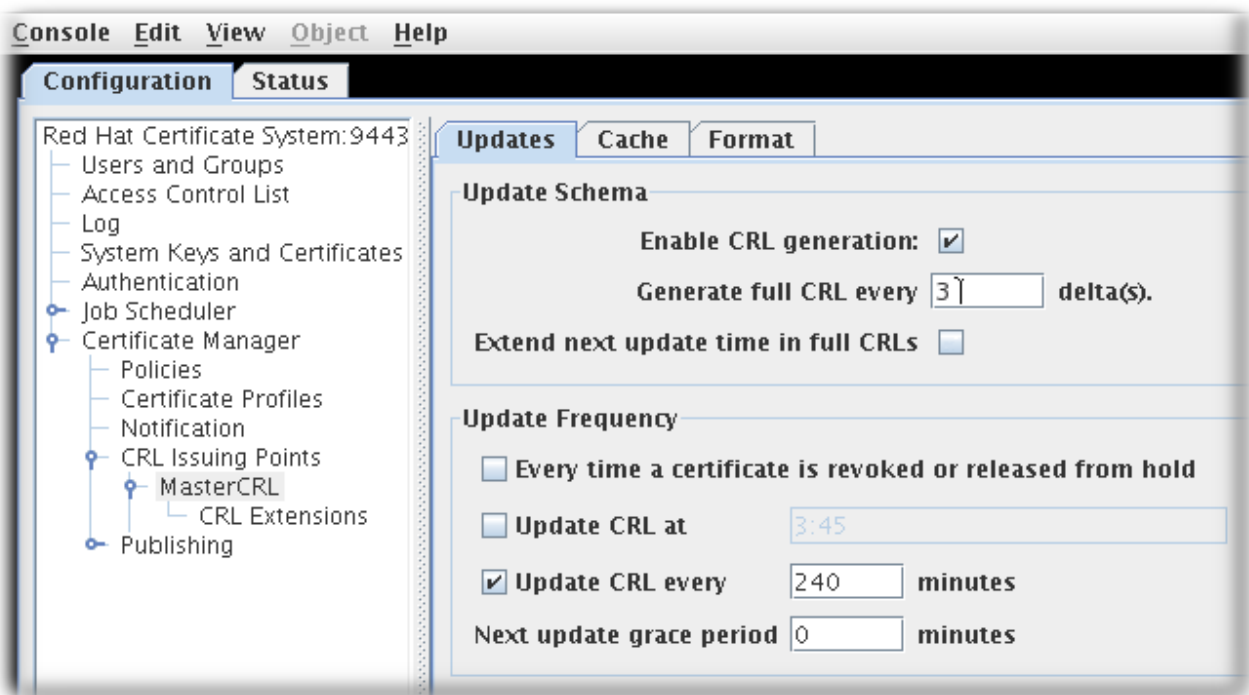 Console Edit View Object Help
Configuration Status
Red Hat Certificate System:9443
Users and Groups
Access Control List
Log
System Keys and Certificates
Authentication
Job Scheduler
Certificate Manager
Policies
Certificate Profiles
Notification
CRL Issuing Points
MasterCRL
CRL Extensions
Publishing
Updates Cache Format
Update Schema
Enable CRL generation:
Generate full CRL every 3 delta(s).
Extend next update time in full CRLs
Update Frequency
Every time a certificate is revoked or released from hold
Update CRL at 3:45
Update CRL every 240 minutes
Next update grace period 0 minutes